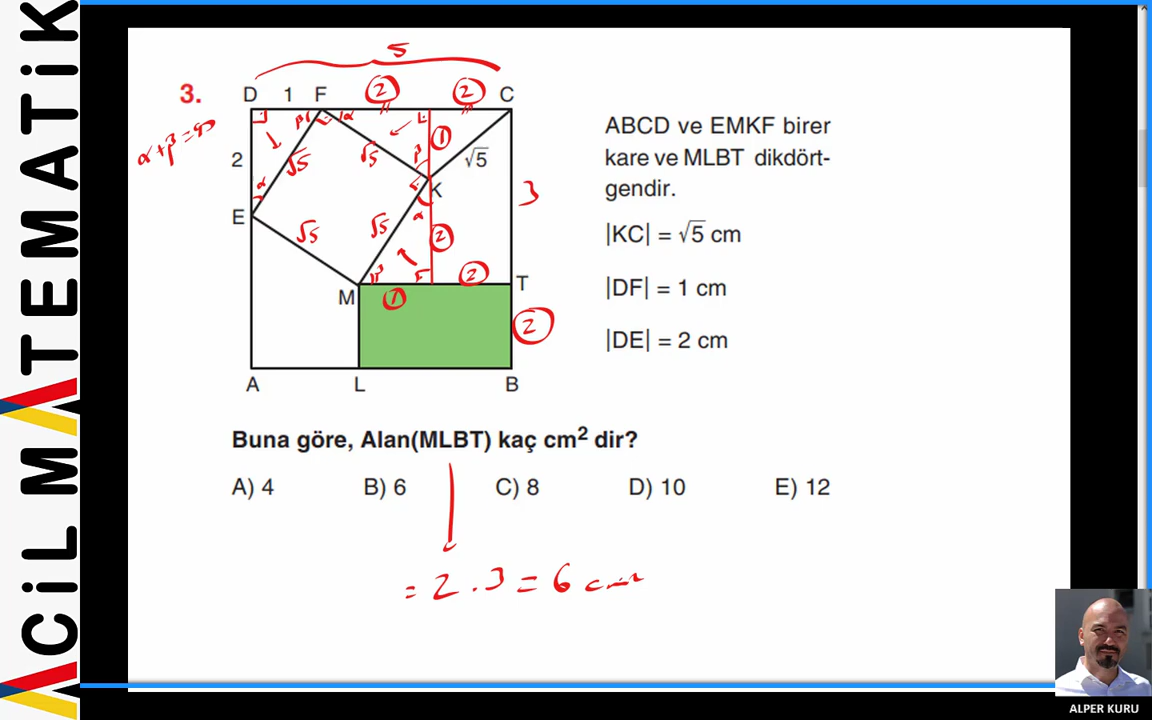 ACiL MATEMATiK
5
3.
D 1 F 2 2 C
α+β=90
β α 1
2 √5 √5 β √5
α K
E α 3
√5 √5 2
β 2 T
M 1
2
A L B
ABCD ve EMKF birer
kare ve MLBT dikdört-
gendir.
|KC| = √5 cm
|DF| = 1 cm
|DE| = 2 cm
Buna göre, Alan(MLBT) kaç cm² dir?
A) 4 B) 6 C) 8 D) 10 E) 12
= 2 . 3 = 6 cm
ALPER KURU